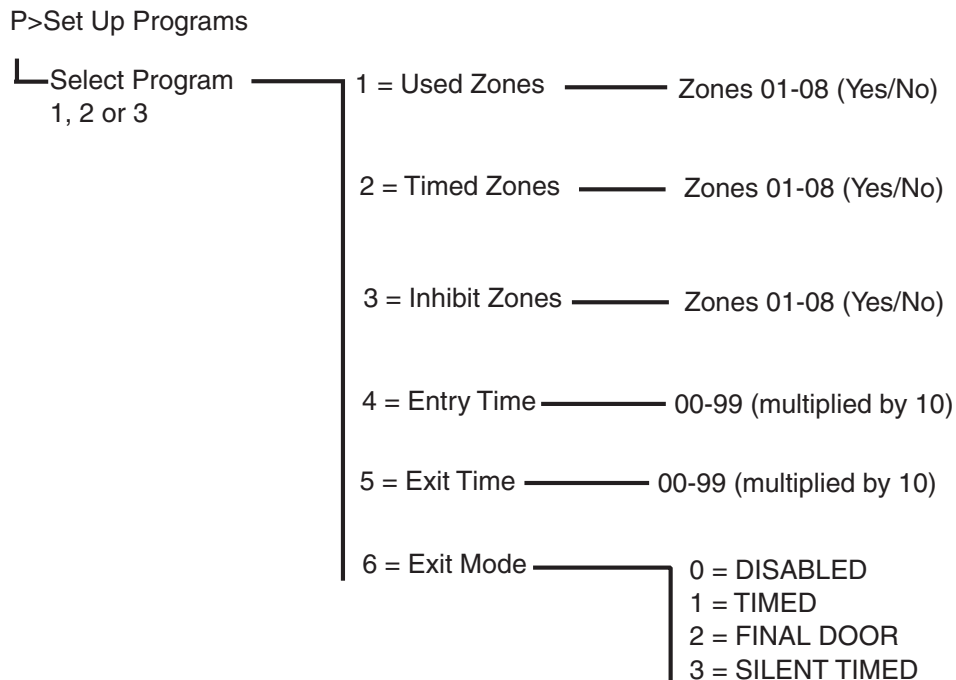 P>Set Up Programs
Select Program
1, 2 or 3
1 = Used Zones
Zones 01-08 (Yes/No)
2 = Timed Zones
Zones 01-08 (Yes/No)
3 = Inhibit Zones
Zones 01-08 (Yes/No)
4 = Entry Time
00-99 (multiplied by 10)
5 = Exit Time
00-99 (multiplied by 10)
6 = Exit Mode
0 = DISABLED
1 = TIMED
2 = FINAL DOOR
3 = SILENT TIMED